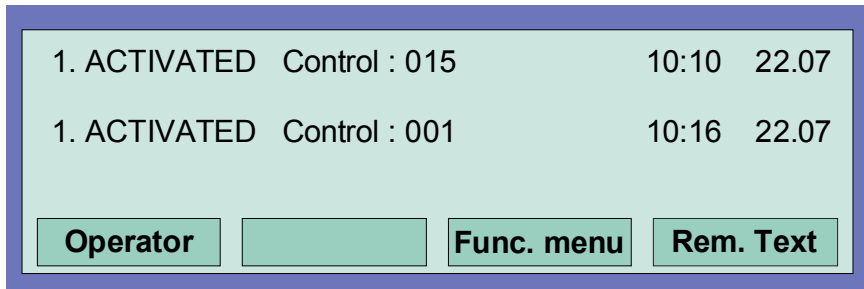 1. ACTIVATED Control : 015 10:10 22.07
1. ACTIVATED Control : 001 10:16 22.07
Operator Func. menu Rem. Text